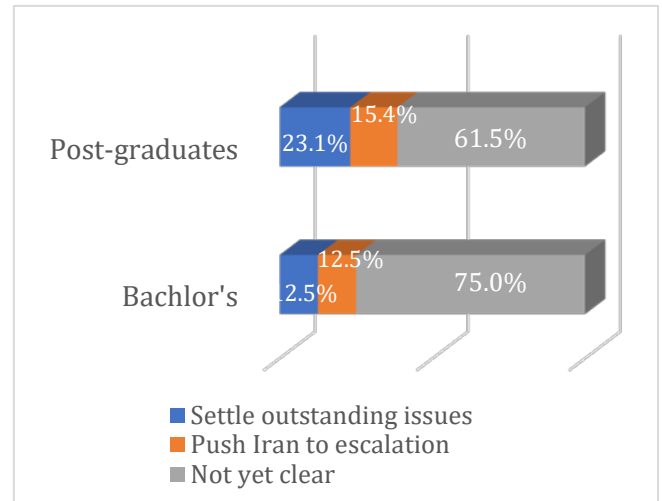 Post-graduates
23.1% 15.4% 61.5%
Bachlor's
12.5% 12.5% 75.0%
Settle outstanding issues
Push Iran to escalation
Not yet clear